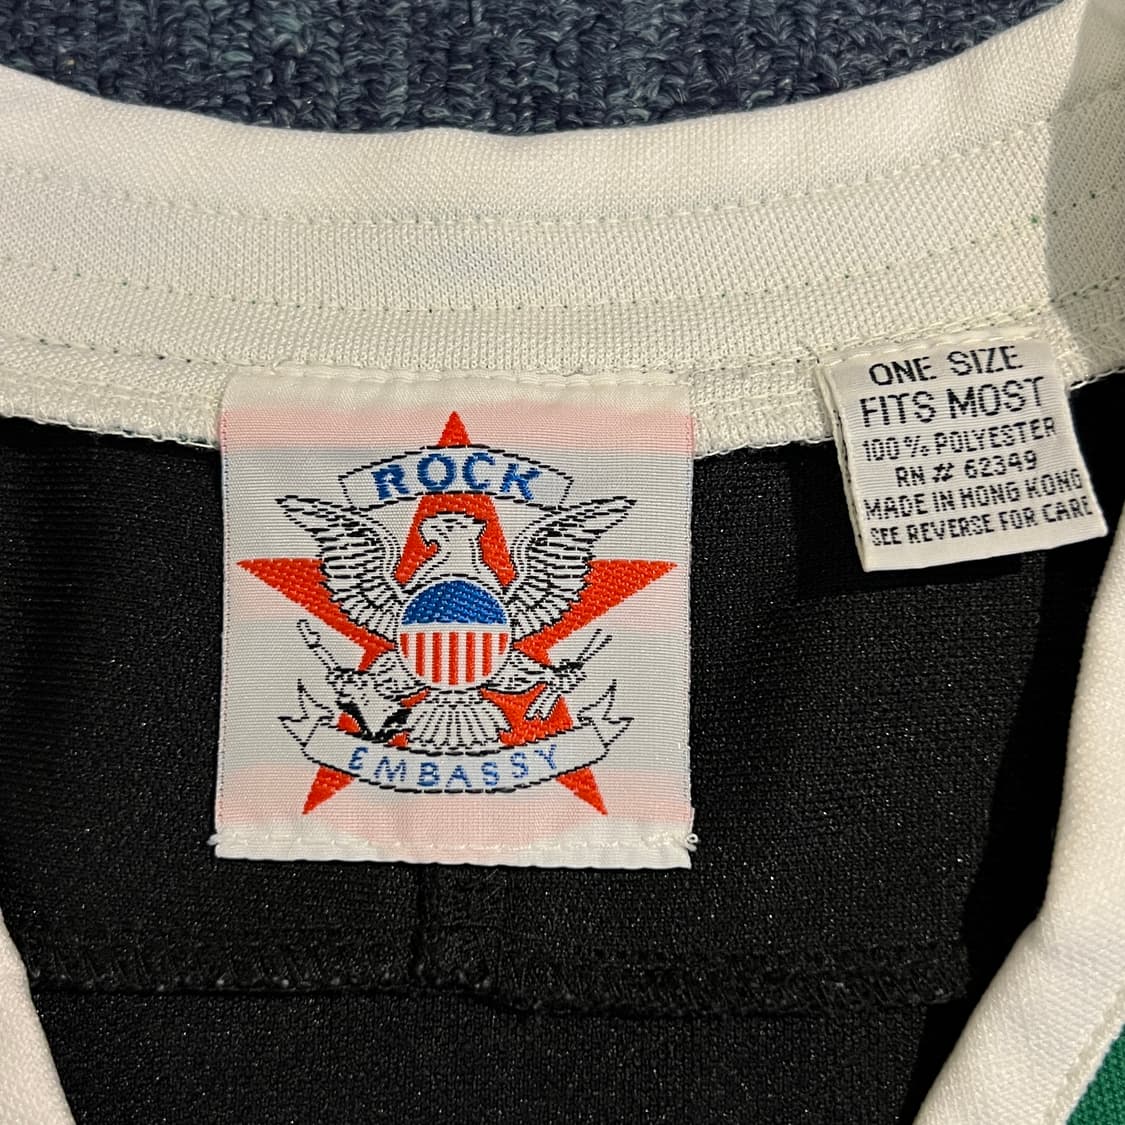 ROCK
EMBASSY
ONE SIZE
FITS MOST
100% POLYESTER
RN # 62349
MADE IN HONG KONG
SEE REVERSE FOR CARE